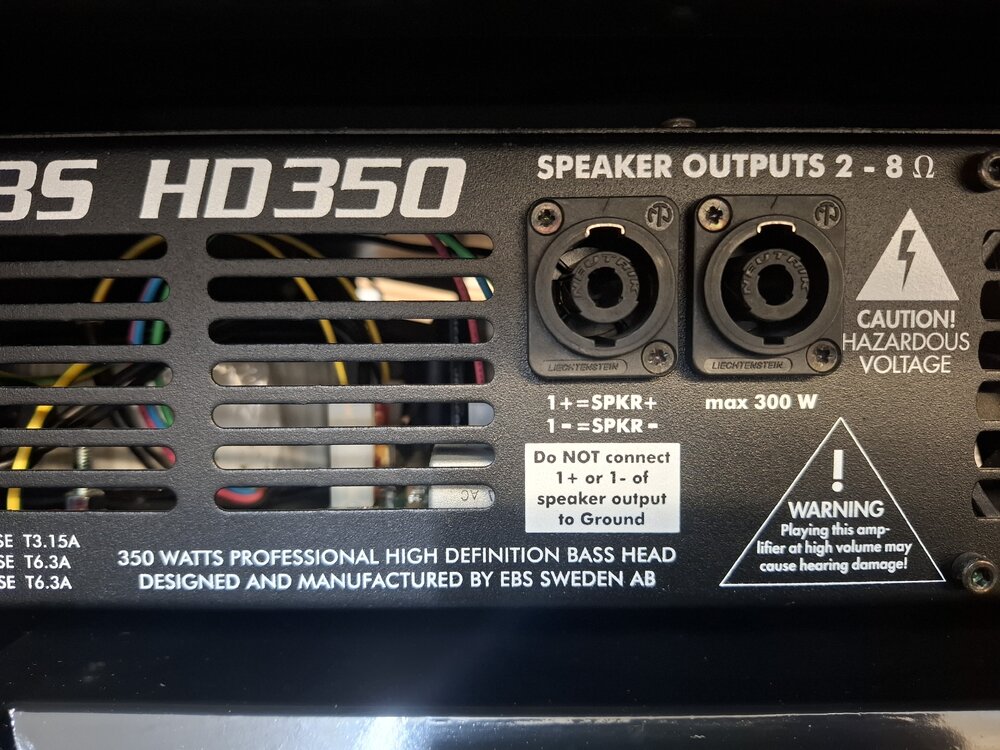 BS HD350
SPEAKER OUTPUTS 2 - 8 Ω
NEUTRIK
NEUTRIK
LIECHTENSTEIN
LIECHTENSTEIN
CAUTION!
HAZARDOUS
VOLTAGE
1+=SPKR+
1-=SPKR-
max 300 W
Do NOT connect
1+ or 1- of
speaker output
to Ground
!
WARNING
Playing this amp-
lifier at high volume may
cause hearing damage!
AC
SE T3.15A
SE T6.3A
SE T6.3A
350 WATTS PROFESSIONAL HIGH DEFINITION BASS HEAD
DESIGNED AND MANUFACTURED BY EBS SWEDEN AB